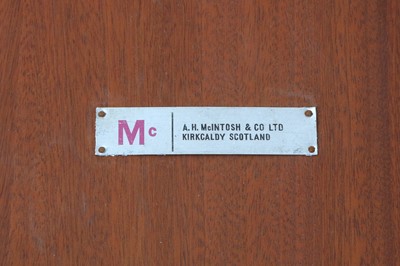 Mc
A.H. McINTOSH & CO LTD
KIRKCALDY SCOTLAND